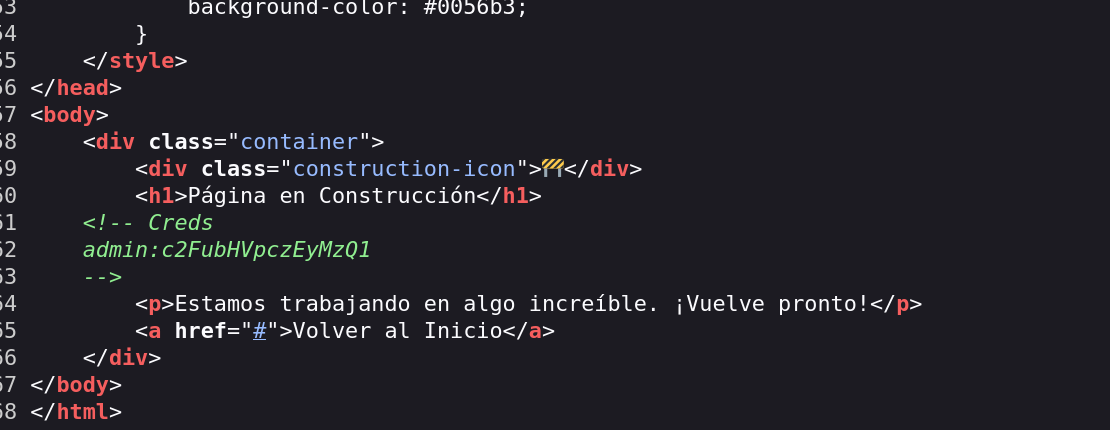 53            background-color: #0056b3;
54        }
55    </style>
56 </head>
57 <body>
58    <div class="container">
59        <div class="construction-icon">🚧</div>
60        <h1>Página en Construcción</h1>
61    <!-- Creds
62    admin:c2FubHVpczEyMzQ1
63    -->
64        <p>Estamos trabajando en algo increíble. ¡Vuelve pronto!</p>
65        <a href="#">Volver al Inicio</a>
66    </div>
67 </body>
68 </html>